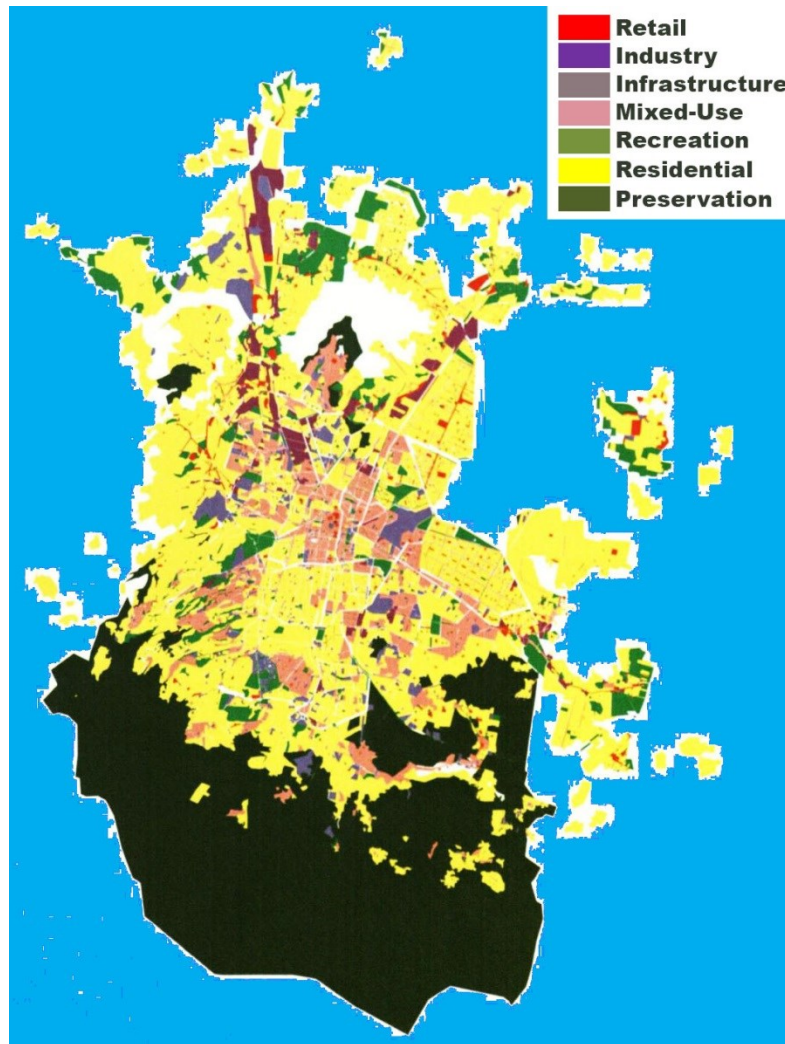 Retail
Industry
Infrastructure
Mixed-Use
Recreation
Residential
Preservation